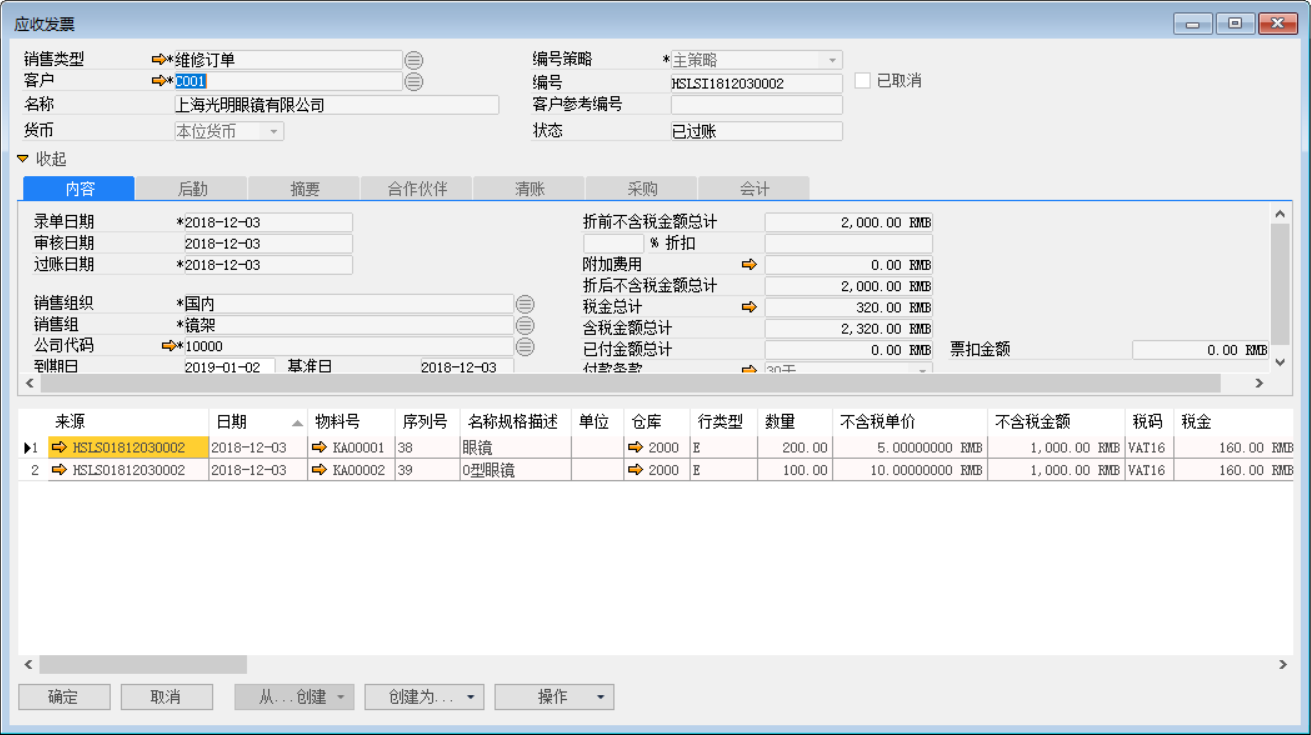 应收发票
销售类型 *维修订单 编号策略 *主策略
客户 *C001 编号 HSLSI1812030002 已取消
名称 上海光明眼镜有限公司 客户参考编号
货币 本位货币 状态 已过账
收起
内容 后勤 摘要 合作伙伴 清账 采购 会计
录单日期 *2018-12-03 折前不含税金额总计 2,000.00 RMB
审核日期 2018-12-03 % 折扣
过账日期 *2018-12-03 附加费用 0.00 RMB
折后不含税金额总计 2,000.00 RMB
销售组织 *国内 税金总计 320.00 RMB
销售组 *镜架 含税金额总计 2,320.00 RMB
公司代码 *10000 已付金额总计 0.00 RMB 票扣金额 0.00 RMB
到期日 2019-01-02 基准日 2018-12-03 付款条款 30天
来源 日期 物料号 序列号 名称规格描述 单位 仓库 行类型 数量 不含税单价 不含税金额 税码 税金
1 HSLSO1812030002 2018-12-03 KA00001 38 眼镜 2000 E 200.00 5.00000000 RMB 1,000.00 RMB VAT16 160.00 RMB
2 HSLSO1812030002 2018-12-03 KA00002 39 O型眼镜 2000 E 100.00 10.00000000 RMB 1,000.00 RMB VAT16 160.00 RMB
确定 取消 从...创建 创建为... 操作